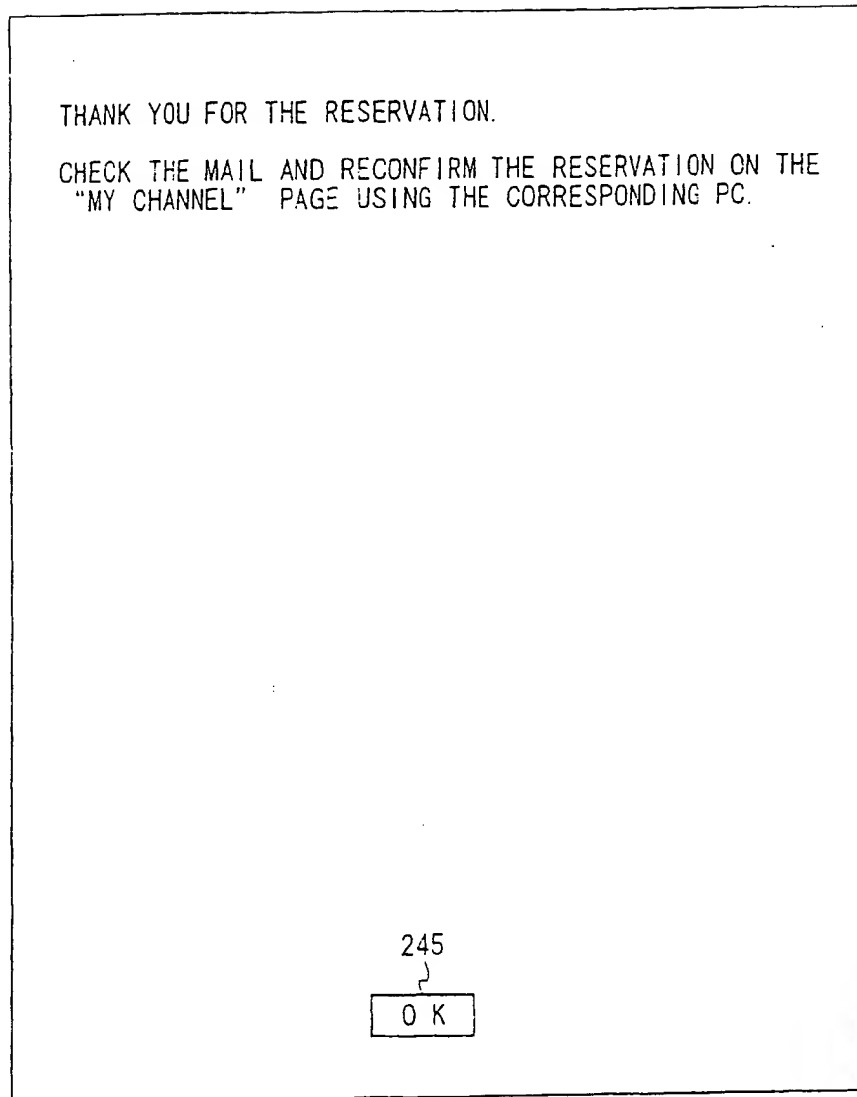 THANK YOU FOR THE RESERVATION.
CHECK THE MAIL AND RECONFIRM THE RESERVATION ON THE
“MY CHANNEL” PAGE USING THE CORRESPONDING PC.
245
O K